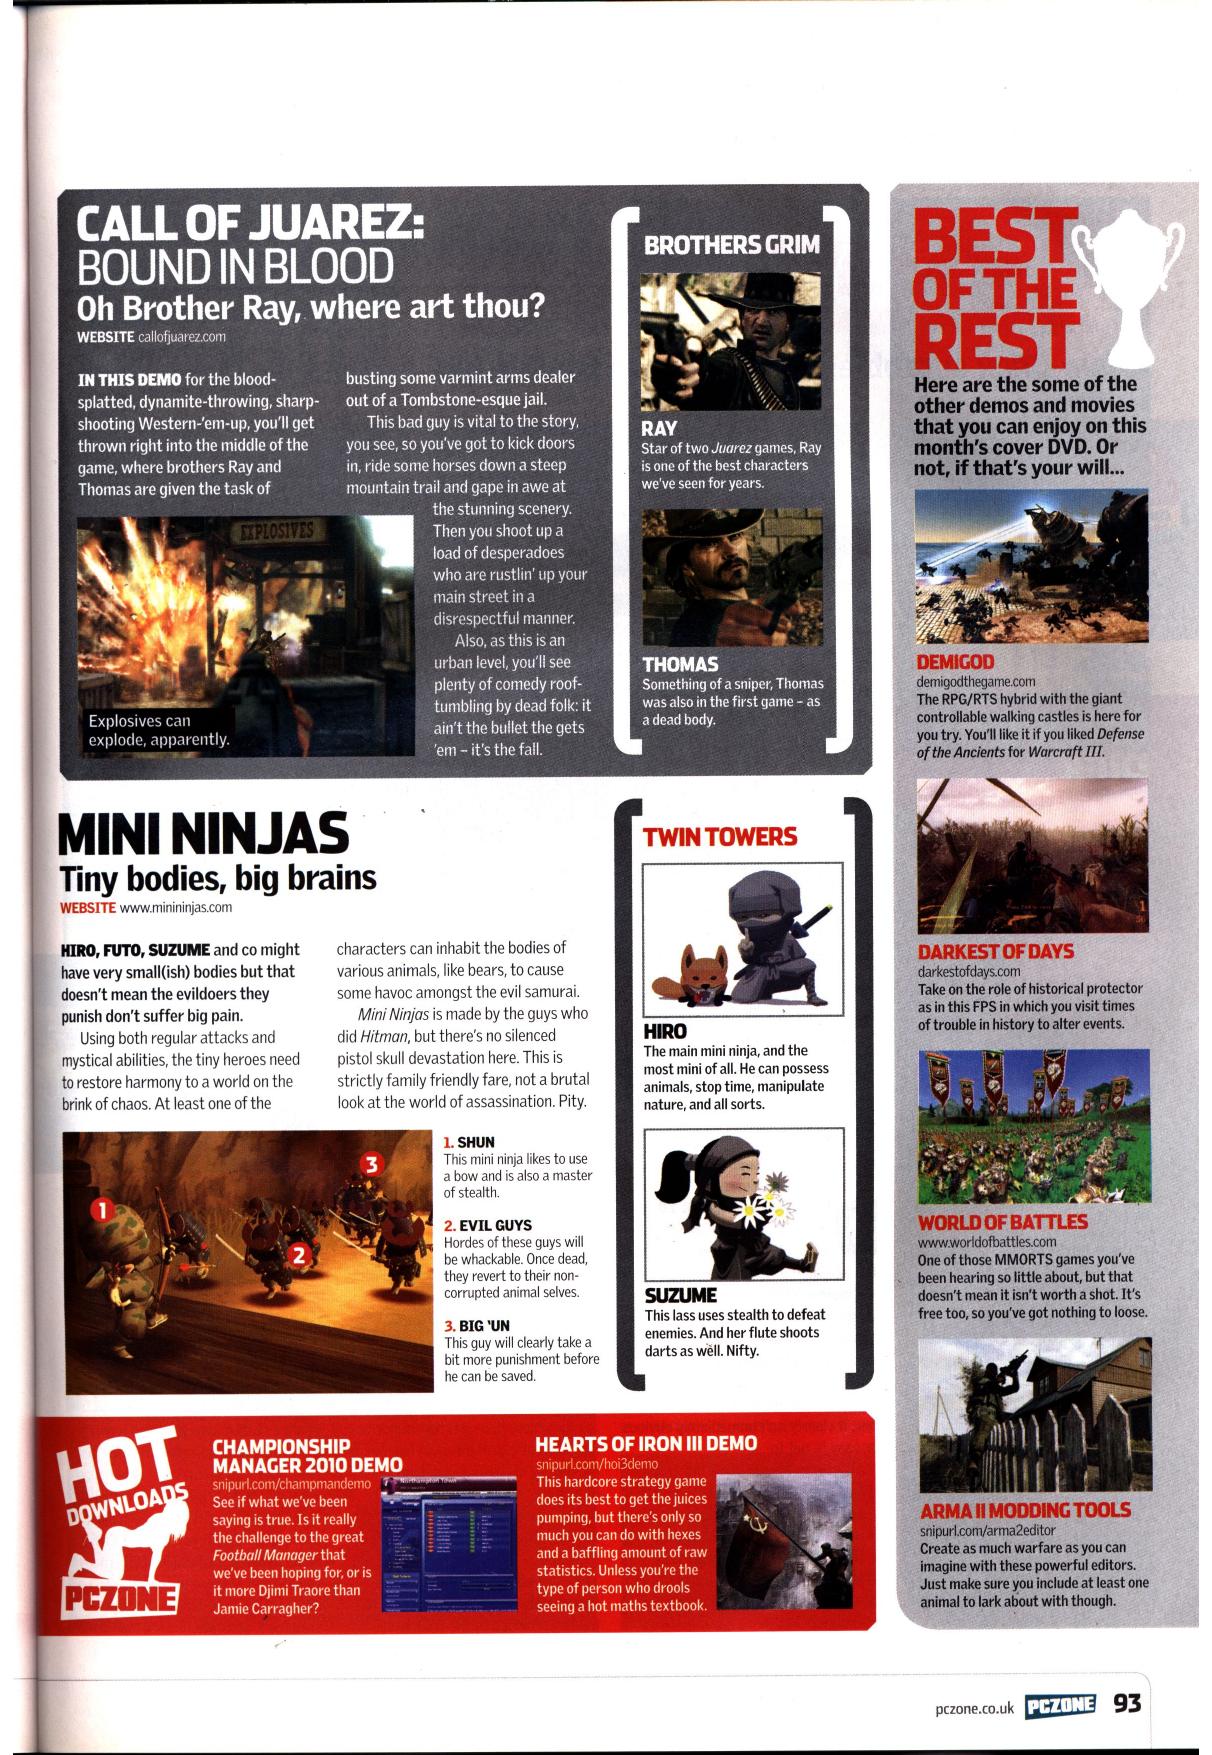 CALL OF JUAREZ:
BOUND IN BLOOD
Oh Brother Ray, where art thou?
WEBSITE callofjuarez.com
IN THIS DEMO for the blood-
splatted, dynamite-throwing, sharp-
shooting Western-'em-up, you'll get
thrown right into the middle of the
game, where brothers Ray and
Thomas are given the task of
busting some varmint arms dealer
out of a Tombstone-esque jail.
This bad guy is vital to the story,
you see, so you've got to kick doors
in, ride some horses down a steep
mountain trail and gape in awe at
the stunning scenery.
Then you shoot up a
load of desperadoes
who are rustlin' up your
main street in a
disrespectful manner.
Also, as this is an
urban level, you'll see
plenty of comedy roof-
tumbling by dead folk: it
ain't the bullet the gets
'em – it's the fall.
EXPLOSIVES
Explosives can
explode, apparently.
BROTHERS GRIM
RAY
Star of two Juarez games, Ray
is one of the best characters
we've seen for years.
THOMAS
Something of a sniper, Thomas
was also in the first game – as
a dead body.
MINI NINJAS
Tiny bodies, big brains
WEBSITE www.minininjas.com
HIRO, FUTO, SUZUME and co might
have very small(ish) bodies but that
doesn't mean the evildoers they
punish don't suffer big pain.
Using both regular attacks and
mystical abilities, the tiny heroes need
to restore harmony to a world on the
brink of chaos. At least one of the
characters can inhabit the bodies of
various animals, like bears, to cause
some havoc amongst the evil samurai.
Mini Ninjas is made by the guys who
did Hitman, but there's no silenced
pistol skull devastation here. This is
strictly family friendly fare, not a brutal
look at the world of assassination. Pity.
1
2
3
1. SHUN
This mini ninja likes to use
a bow and is also a master
of stealth.
2. EVIL GUYS
Hordes of these guys will
be whackable. Once dead,
they revert to their non-
corrupted animal selves.
3. BIG 'UN
This guy will clearly take a
bit more punishment before
he can be saved.
TWIN TOWERS
HIRO
The main mini ninja, and the
most mini of all. He can possess
animals, stop time, manipulate
nature, and all sorts.
SUZUME
This lass uses stealth to defeat
enemies. And her flute shoots
darts as well. Nifty.
HOT
DOWNLOADS
PCZONE
CHAMPIONSHIP
MANAGER 2010 DEMO
snipurl.com/champmandemo
See if what we've been
saying is true. Is it really
the challenge to the great
Football Manager that
we've been hoping for, or is
it more Djimi Traore than
Jamie Carragher?
Northampton Town
HEARTS OF IRON III DEMO
snipurl.com/hoi3demo
This hardcore strategy game
does its best to get the juices
pumping, but there's only so
much you can do with hexes
and a baffling amount of raw
statistics. Unless you're the
type of person who drools
seeing a hot maths textbook.
BEST
OF THE
REST
Here are the some of the
other demos and movies
that you can enjoy on this
month's cover DVD. Or
not, if that's your will...
DEMIGOD
demigodthegame.com
The RPG/RTS hybrid with the giant
controllable walking castles is here for
you try. You'll like it if you liked Defense
of the Ancients for Warcraft III.
DARKEST OF DAYS
darkestofdays.com
Take on the role of historical protector
as in this FPS in which you visit times
of trouble in history to alter events.
WORLD OF BATTLES
www.worldofbattles.com
One of those MMORTS games you've
been hearing so little about, but that
doesn't mean it isn't worth a shot. It's
free too, so you've got nothing to loose.
ARMA II MODDING TOOLS
snipurl.com/arma2editor
Create as much warfare as you can
imagine with these powerful editors.
Just make sure you include at least one
animal to lark about with though.
pczone.co.uk PCZONE 93